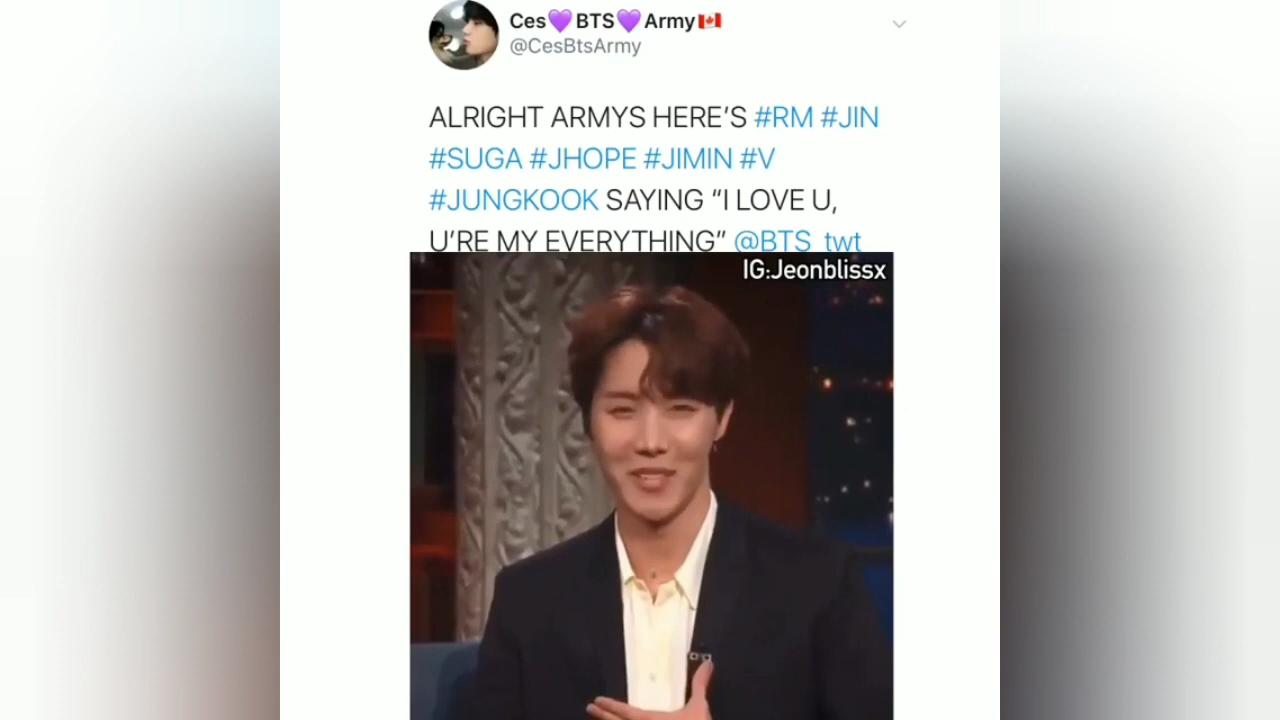 Ces💜BTS💜Army🇨🇦
@CesBtsArmy
ALRIGHT ARMYS HERE’S #RM #JIN
#SUGA #JHOPE #JIMIN #V
#JUNGKOOK SAYING “I LOVE U,
U’RE MY EVERYTHING” @BTS_twt
IG:Jeonblissx